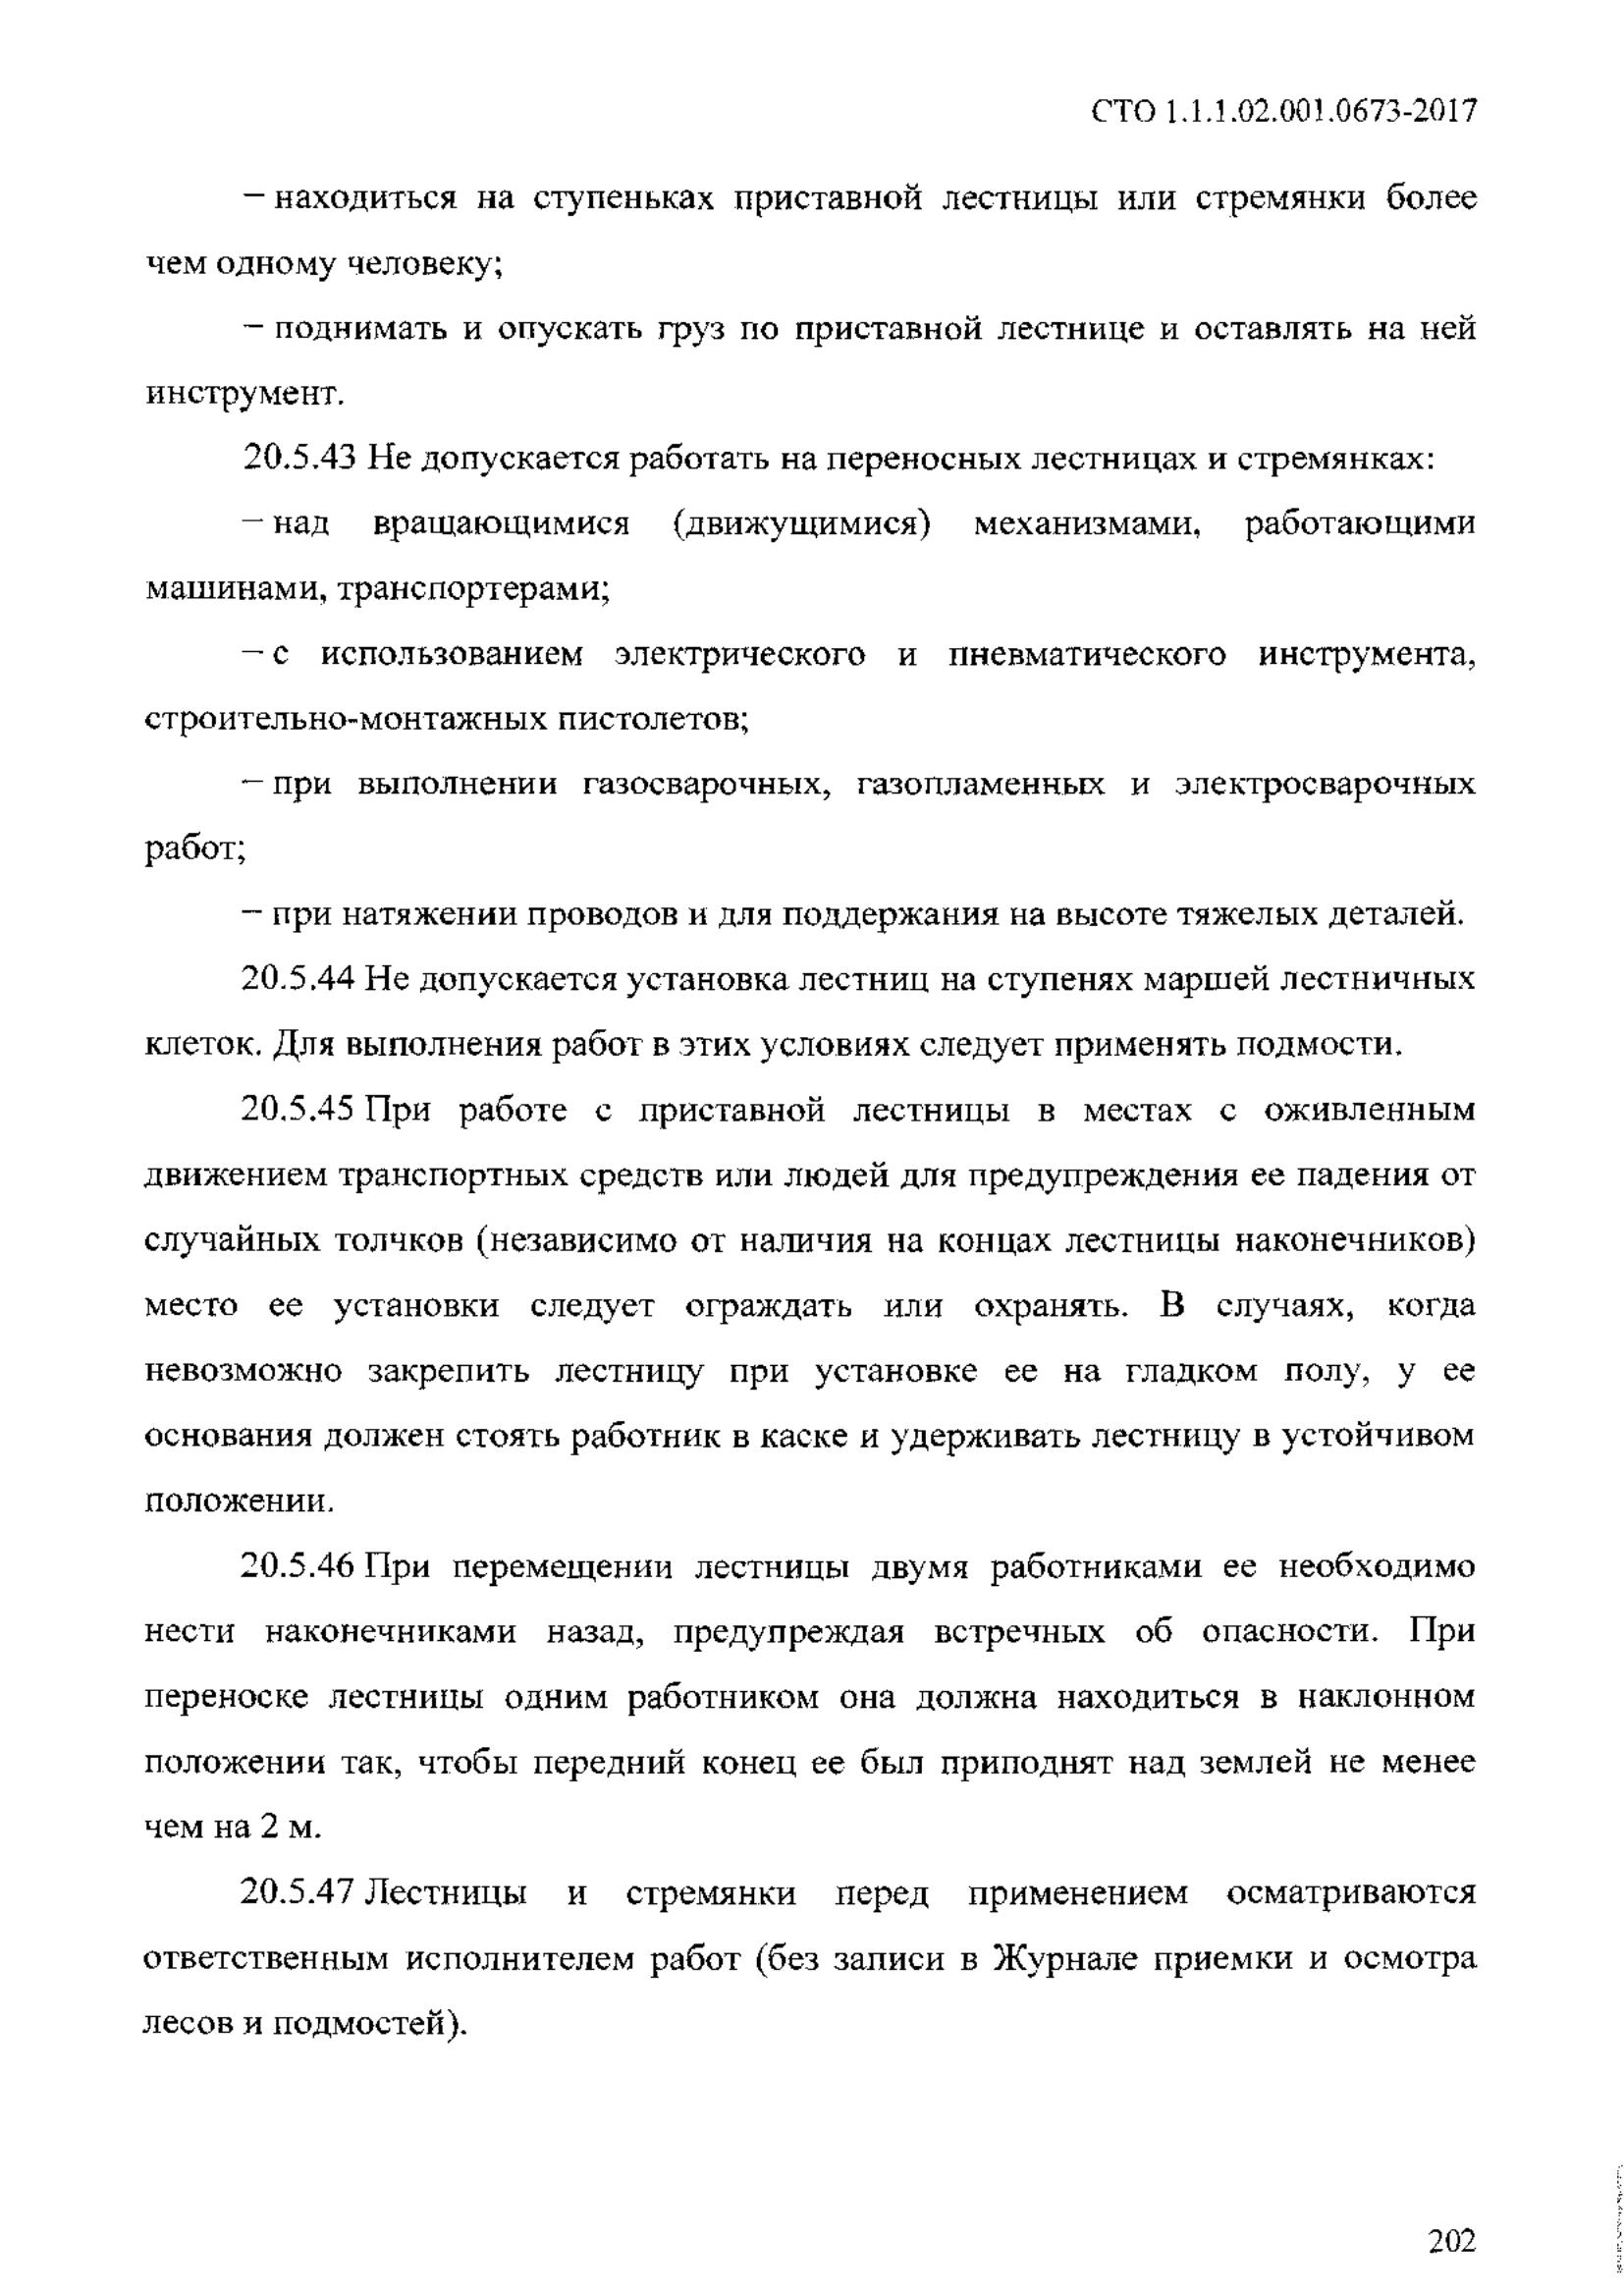 СТО 1.1.1.02.001.0673-2017
– находиться на ступеньках приставной лестницы или стремянки более
чем одному человеку;
– поднимать и опускать груз по приставной лестнице и оставлять на ней
инструмент.
20.5.43 Не допускается работать на переносных лестницах и стремянках:
– над вращающимися (движущимися) механизмами, работающими
машинами, транспортерами;
– с использованием электрического и пневматического инструмента,
строительно-монтажных пистолетов;
– при выполнении газосварочных, газопламенных и электросварочных
работ;
– при натяжении проводов и для поддержания на высоте тяжелых деталей.
20.5.44 Не допускается установка лестниц на ступенях маршей лестничных
клеток. Для выполнения работ в этих условиях следует применять подмости.
20.5.45 При работе с приставной лестницы в местах с оживленным
движением транспортных средств или людей для предупреждения ее падения от
случайных толчков (независимо от наличия на концах лестницы наконечников)
место ее установки следует ограждать или охранять. В случаях, когда
невозможно закрепить лестницу при установке ее на гладком полу, у ее
основания должен стоять работник в каске и удерживать лестницу в устойчивом
положении.
20.5.46 При перемещении лестницы двумя работниками ее необходимо
нести наконечниками назад, предупреждая встречных об опасности. При
переноске лестницы одним работником она должна находиться в наклонном
положении так, чтобы передний конец ее был приподнят над землей не менее
чем на 2 м.
20.5.47 Лестницы и стремянки перед применением осматриваются
ответственным исполнителем работ (без записи в Журнале приемки и осмотра
лесов и подмостей).
202